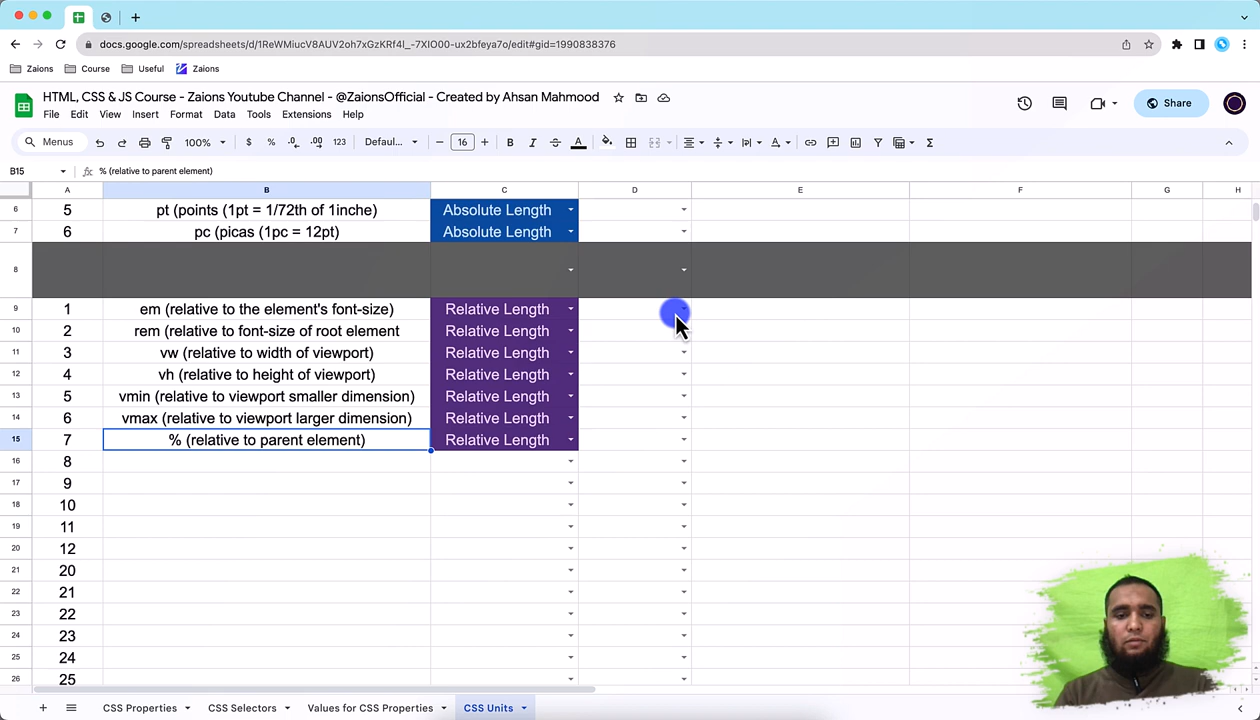 docs.google.com/spreadsheets/d/1ReWMiucV8AUV2oh7xGzKRf4l_-7XIO00-ux2bfeya7o/edit#gid=1990838376
Zaions Course Useful Zaions
HTML, CSS & JS Course - Zaions Youtube Channel - @ZaionsOfficial - Created by Ahsan Mahmood
File Edit View Insert Format Data Tools Extensions Help
Share
Menus 100% $ % .0 .00 123 Defaul... − 16 + B I A
B15 fx % (relative to parent element)
A B C D E F G H
6 5 pt (points (1pt = 1/72th of 1inche) Absolute Length
7 6 pc (picas (1pc = 12pt) Absolute Length
8
9 1 em (relative to the element's font-size) Relative Length
10 2 rem (relative to font-size of root element Relative Length
11 3 vw (relative to width of viewport) Relative Length
12 4 vh (relative to height of viewport) Relative Length
13 5 vmin (relative to viewport smaller dimension) Relative Length
14 6 vmax (relative to viewport larger dimension) Relative Length
15 7 % (relative to parent element) Relative Length
16 8
17 9
18 10
19 11
20 12
21 20
22 21
23 22
24 23
25 24
26 25
CSS Properties CSS Selectors Values for CSS Properties CSS Units